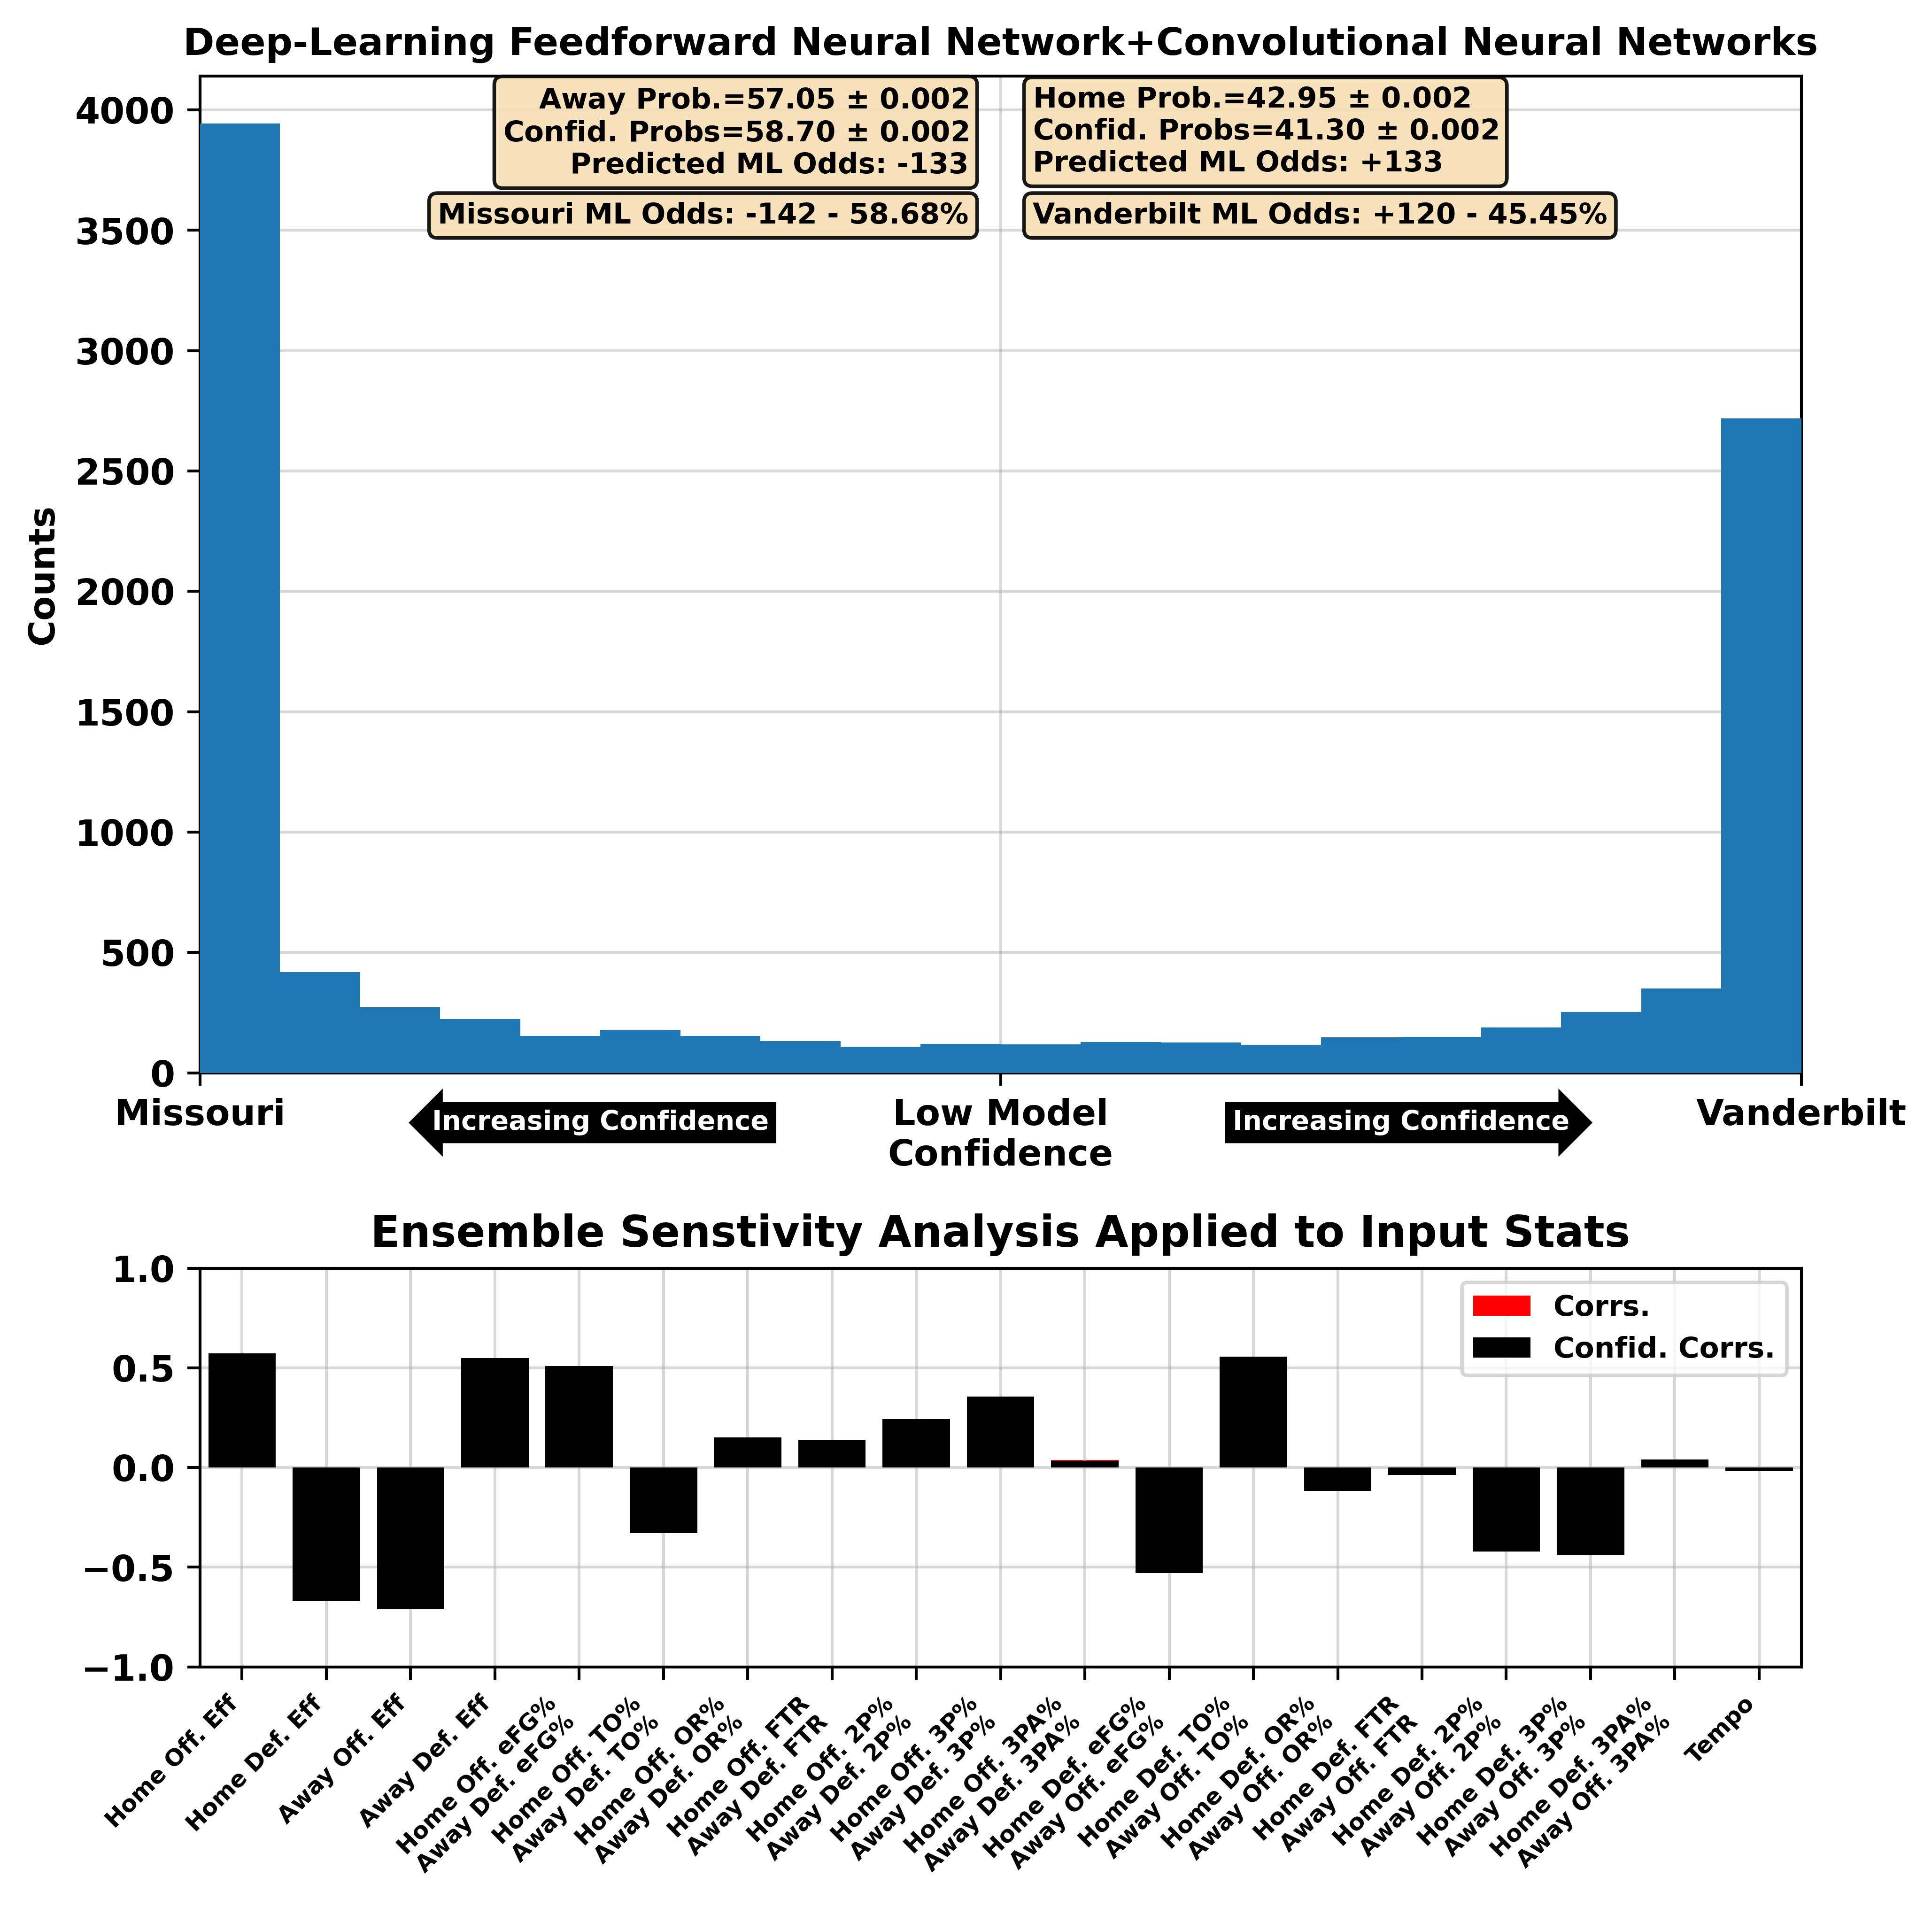 Deep-Learning Feedforward Neural Network+Convolutional Neural Networks
Away Prob.=57.05 ± 0.002
Confid. Probs=58.70 ± 0.002
Predicted ML Odds: -133
Home Prob.=42.95 ± 0.002
Confid. Probs=41.30 ± 0.002
Predicted ML Odds: +133
Missouri ML Odds: -142 - 58.68%
Vanderbilt ML Odds: +120 - 45.45%
4000
3500
3000
2500
2000
1500
1000
500
0
Counts
Missouri
Increasing Confidence
Low Model
Confidence
Increasing Confidence
Vanderbilt
Ensemble Senstivity Analysis Applied to Input Stats
1.0
0.5
0.0
−0.5
−1.0
Corrs.
Confid. Corrs.
Home Off. Eff
Home Def. Eff
Away Off. Eff
Away Def. Eff
Home Off. eFG%
Away Def. eFG%
Home Off. TO%
Away Def. TO%
Home Off. OR%
Away Def. OR%
Home Off. FTR
Away Def. FTR
Home Off. 2P%
Away Def. 2P%
Home Off. 3P%
Away Def. 3P%
Home Off. 3PA%
Away Def. 3PA%
Home Def. eFG%
Away Off. eFG%
Home Def. TO%
Away Off. TO%
Home Def. OR%
Away Off. OR%
Home Def. FTR
Away Off. FTR
Home Def. 2P%
Away Off. 2P%
Home Def. 3P%
Away Off. 3P%
Home Def. 3PA%
Away Off. 3PA%
Tempo